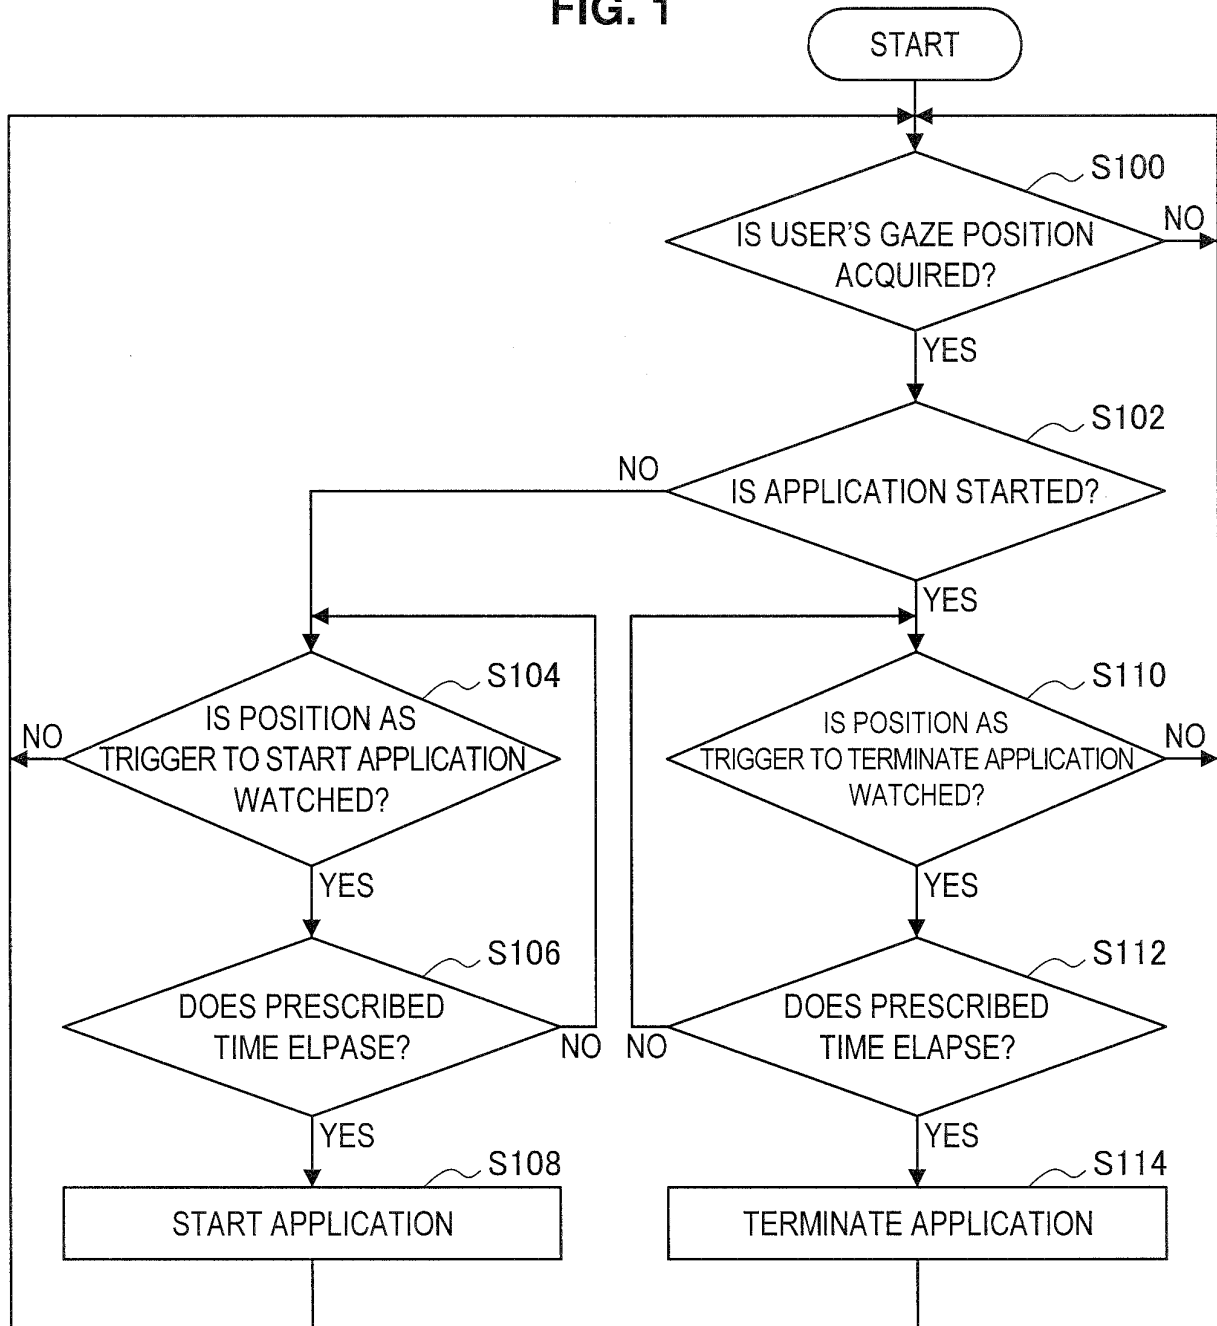 FIG. 1
START
S100
IS USER'S GAZE POSITION
ACQUIRED?
NO
YES
S102
NO
IS APPLICATION STARTED?
YES
S104
NO
IS POSITION AS
TRIGGER TO START APPLICATION
WATCHED?
YES
S110
IS POSITION AS
TRIGGER TO TERMINATE APPLICATION
WATCHED?
NO
YES
S106
DOES PRESCRIBED
TIME ELPASE?
NO
YES
S112
NO
DOES PRESCRIBED
TIME ELAPSE?
YES
S108
START APPLICATION
S114
TERMINATE APPLICATION